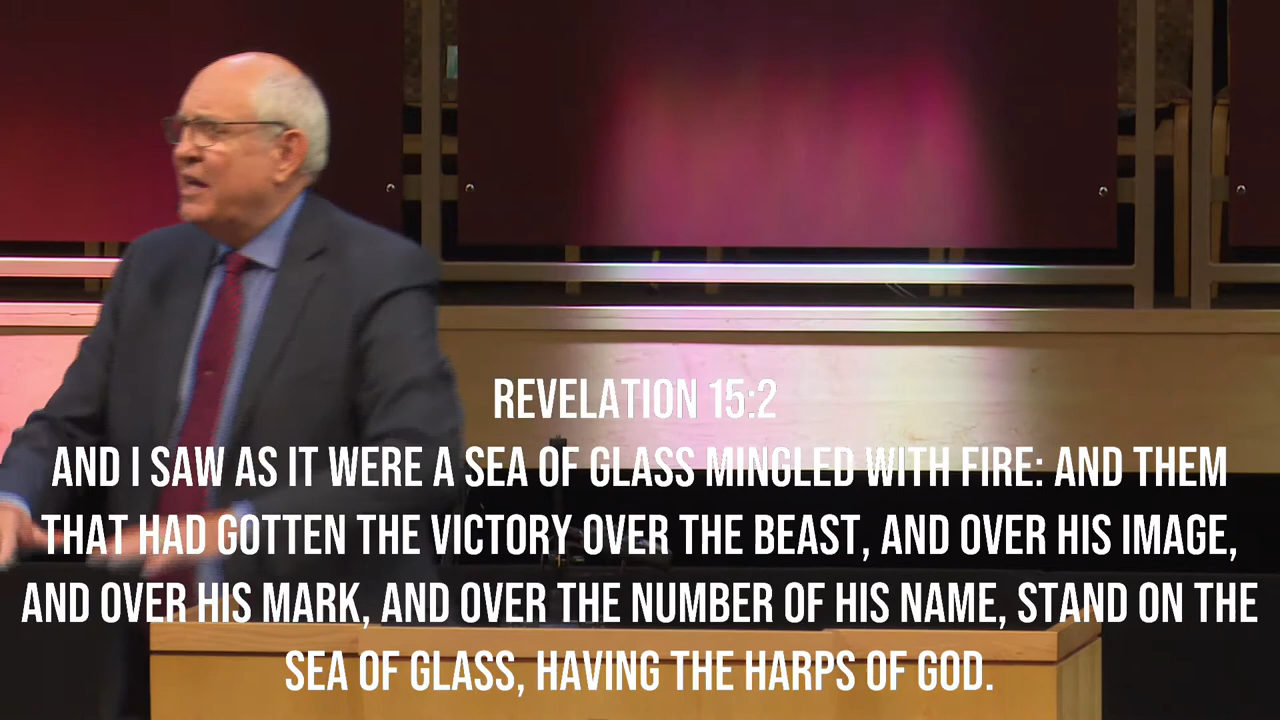 REVELATION 15:2
AND I SAW AS IT WERE A SEA OF GLASS MINGLED WITH FIRE: AND THEM
THAT HAD GOTTEN THE VICTORY OVER THE BEAST, AND OVER HIS IMAGE,
AND OVER HIS MARK, AND OVER THE NUMBER OF HIS NAME, STAND ON THE
SEA OF GLASS, HAVING THE HARPS OF GOD.